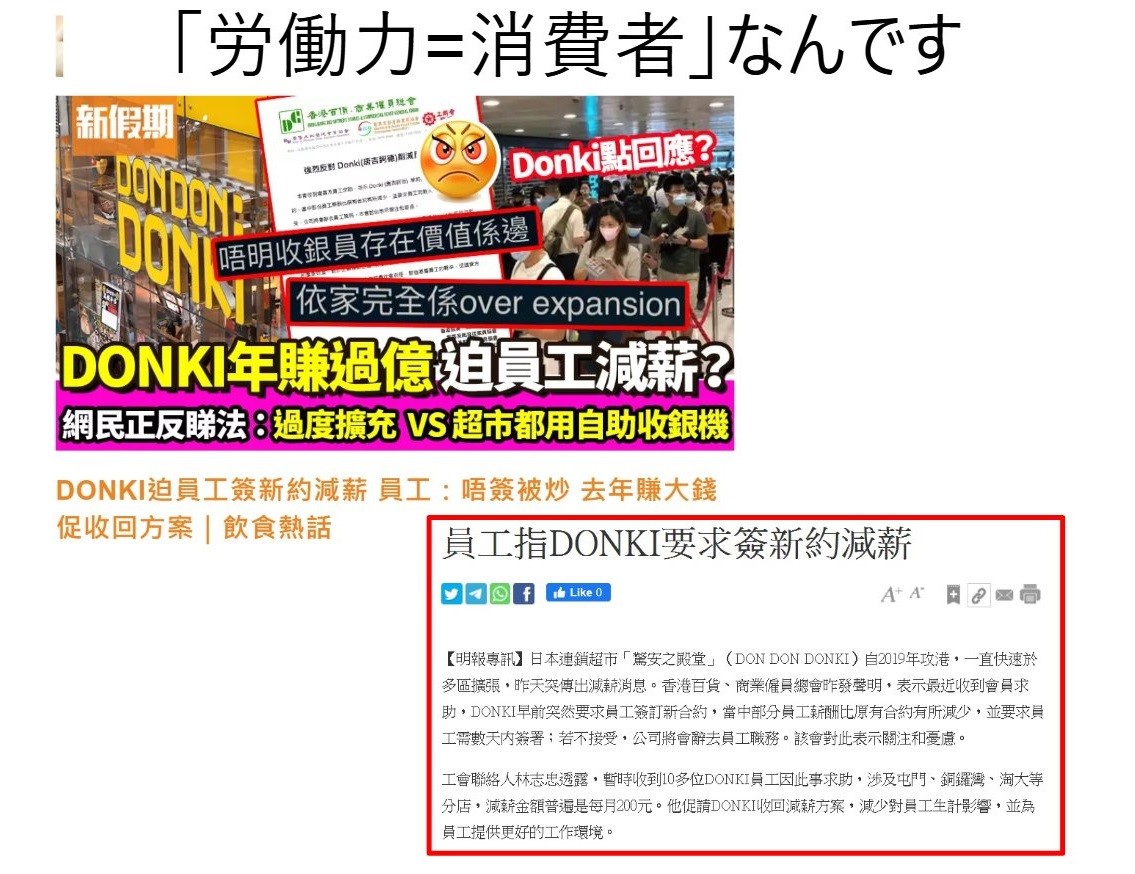 「労働力=消費者」なんです
新假期
DON DON
DONKI
香港百貨、商業僱員總會
強烈反對 Donki(唐吉訶德)削減
Donki點回應?
唔明收銀員存在價值係邊
依家完全係over expansion
DONKI年賺過億迫員工減薪?
網民正反睇法：過度擴充 VS 超市都用自助收銀機
DONKI迫員工簽新約減薪 員工：唔簽被炒 去年賺大錢
促收回方案｜飲食熱話
員工指DONKI要求簽新約減薪
Like 0
A+ A-
【明報專訊】日本連鎖超市「驚安之殿堂」（DON DON DONKI）自2019年攻港，一直快速於
多區擴張，昨天突傳出減薪消息。香港百貨、商業僱員總會昨發聲明，表示最近收到會員求
助，DONKI早前突然要求員工簽訂新合約，當中部分員工薪酬比原有合約有所減少，並要求員
工需數天內簽署；若不接受，公司將會辭去員工職務。該會對此表示關注和憂慮。
工會聯絡人林志忠透露，暫時收到10多位DONKI員工因此事求助，涉及屯門、銅鑼灣、淘大等
分店，減薪金額普遍是每月200元。他促請DONKI收回減薪方案，減少對員工生計影響，並為
員工提供更好的工作環境。